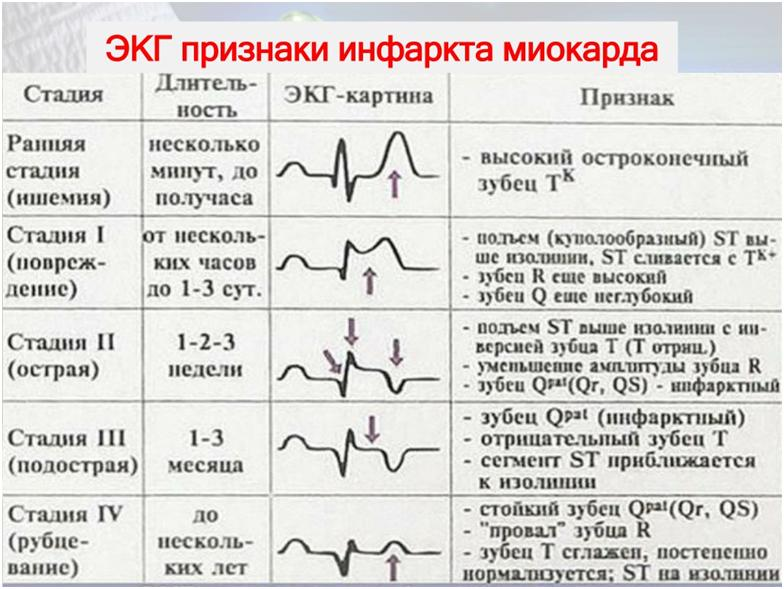 ЭКГ признаки инфаркта миокарда
Стадия
Длитель-
ность
ЭКГ-картина
Признак
Ранняя
стадия
(ишемия)
несколько
минут, до
получаса
- высокий остроконечный
зубец Tᴷ
Стадия I
(повреж-
дение)
от несколь-
ких часов
до 1-3 сут.
- подъем (куполообразный) ST вы-
ше изолинии, ST сливается с Tᴷ⁺
- зубец R еще высокий
- зубец Q еще неглубокий
Стадия II
(острая)
1-2-3
недели
- подъем ST выше изолинии с ин-
версией зубца T (T отриц.)
- уменьшение амплитуды зубца R
- зубец Qᵖᵃᵗ(Qr, QS) - инфарктный
Стадия III
(подострая)
1-3
месяца
- зубец Qᵖᵃᵗ (инфарктный)
- отрицательный зубец T
- сегмент ST приближается
к изолинии
Стадия IV
(рубце-
вание)
до
несколь-
ких лет
- стойкий зубец Qᵖᵃᵗ(Qr, QS)
- "провал" зубца R
- зубец T сглажен, постепенно
нормализуется; ST на изолинии